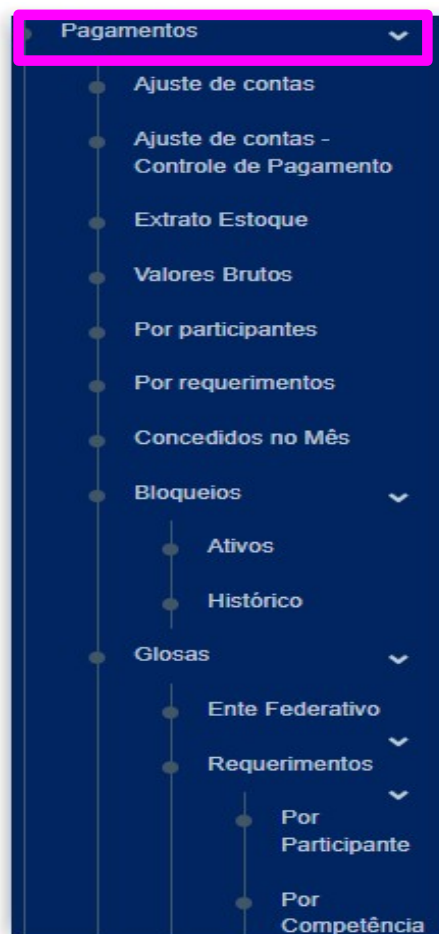 Pagamentos
Ajuste de contas
Ajuste de contas -
Controle de Pagamento
Extrato Estoque
Valores Brutos
Por participantes
Por requerimentos
Concedidos no Mês
Bloqueios
Ativos
Histórico
Glosas
Ente Federativo
Requerimentos
Por
Participante
Por
Competência